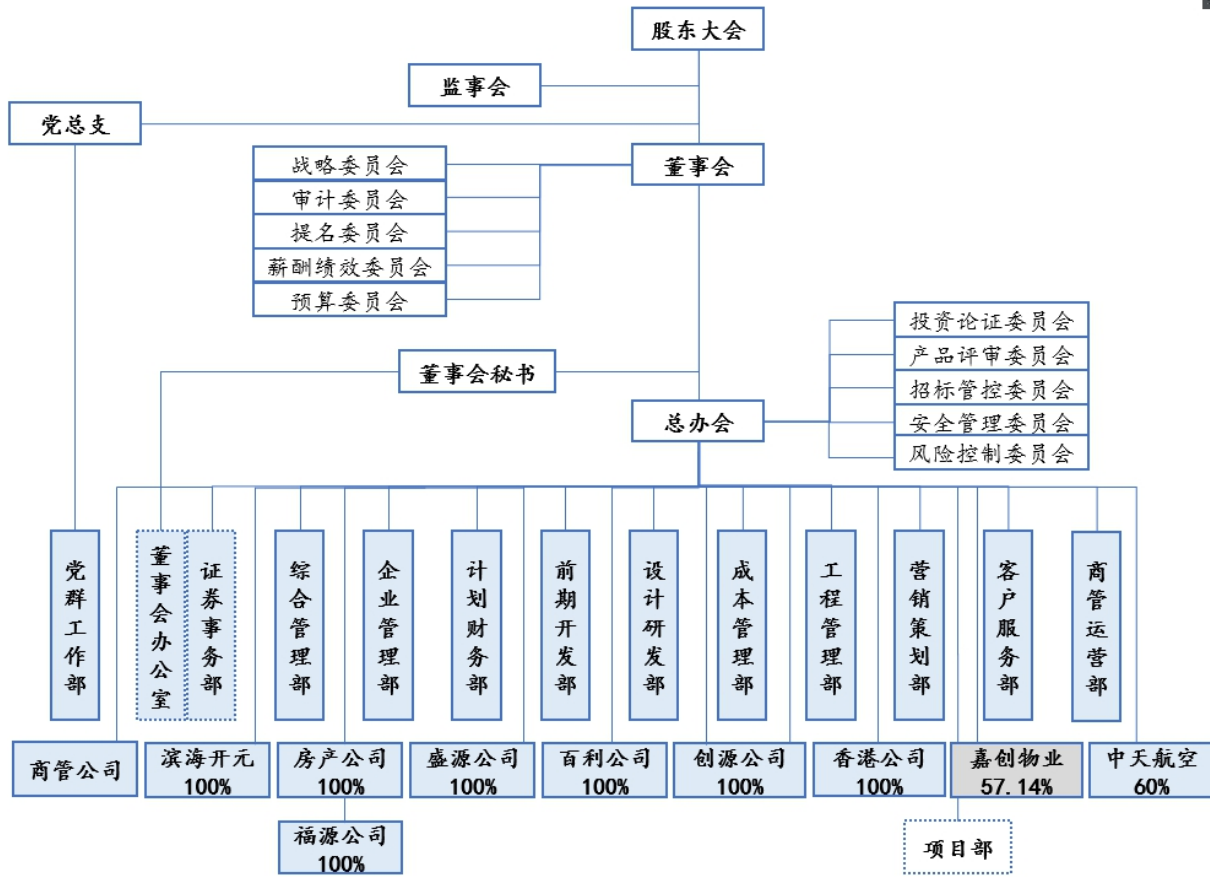 股东大会
监事会
党总支
董事会
战略委员会
审计委员会
提名委员会
薪酬绩效委员会
预算委员会
投资论证委员会
产品评审委员会
招标管控委员会
安全管理委员会
风险控制委员会
董事会秘书
总办会
党群工作部
董事会办公室
证券事务部
综合管理部
企业管理部
计划财务部
前期开发部
设计研发部
成本管理部
工程管理部
营销策划部
客户服务部
商管运营部
商管公司
滨海开元
100%
房产公司
100%
盛源公司
100%
百利公司
100%
创源公司
100%
香港公司
100%
嘉创物业
57.14%
中天航空
60%
福源公司
100%
项目部